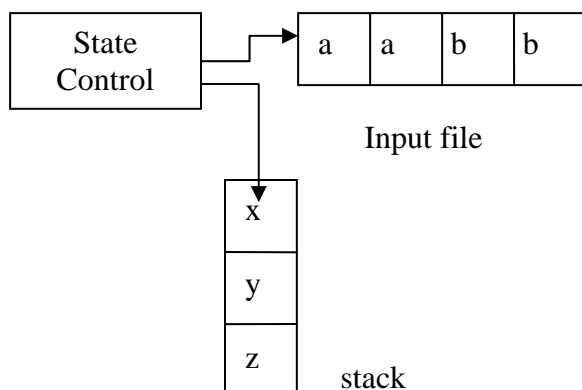 State
Control
a a b b
Input file
x
y
z
stack